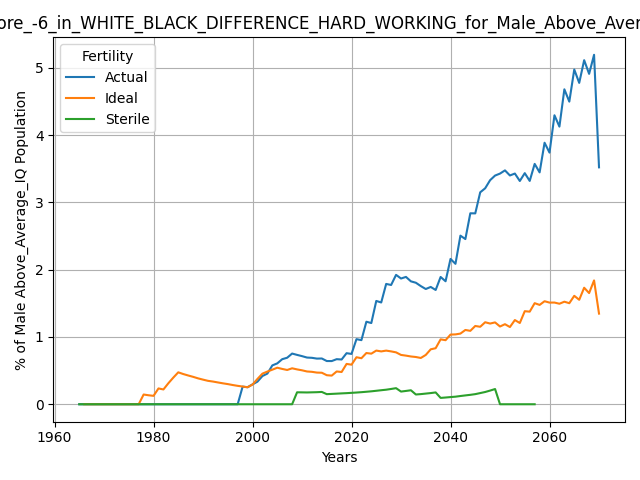 ore_-6_in_WHITE_BLACK_DIFFERENCE_HARD_WORKING_for_Male_Above_Aver
Fertility
Actual
Ideal
Sterile
% of Male Above_Average_IQ Population
5
4
3
2
1
0
1960 1980 2000 2020 2040 2060
Years